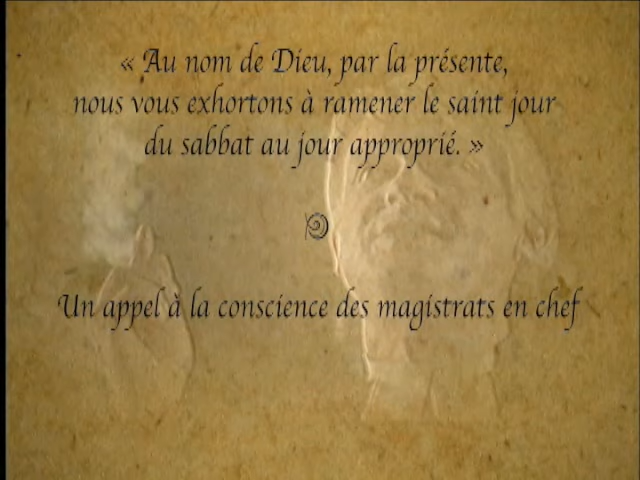 « Au nom de Dieu, par la présente,
nous vous exhortons à ramener le saint jour
du sabbat au jour approprié. »
Un appel à la conscience des magistrats en chef